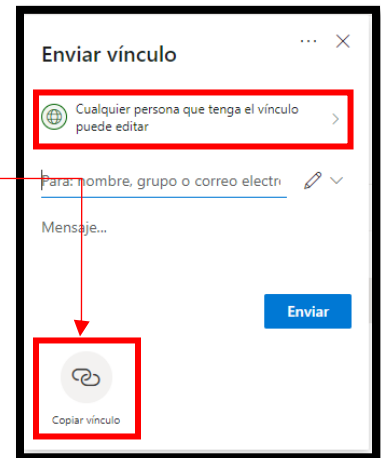 Enviar vínculo
Cualquier persona que tenga el vínculo
puede editar
Para: nombre, grupo o correo electr
Mensaje...
Enviar
Copiar vínculo